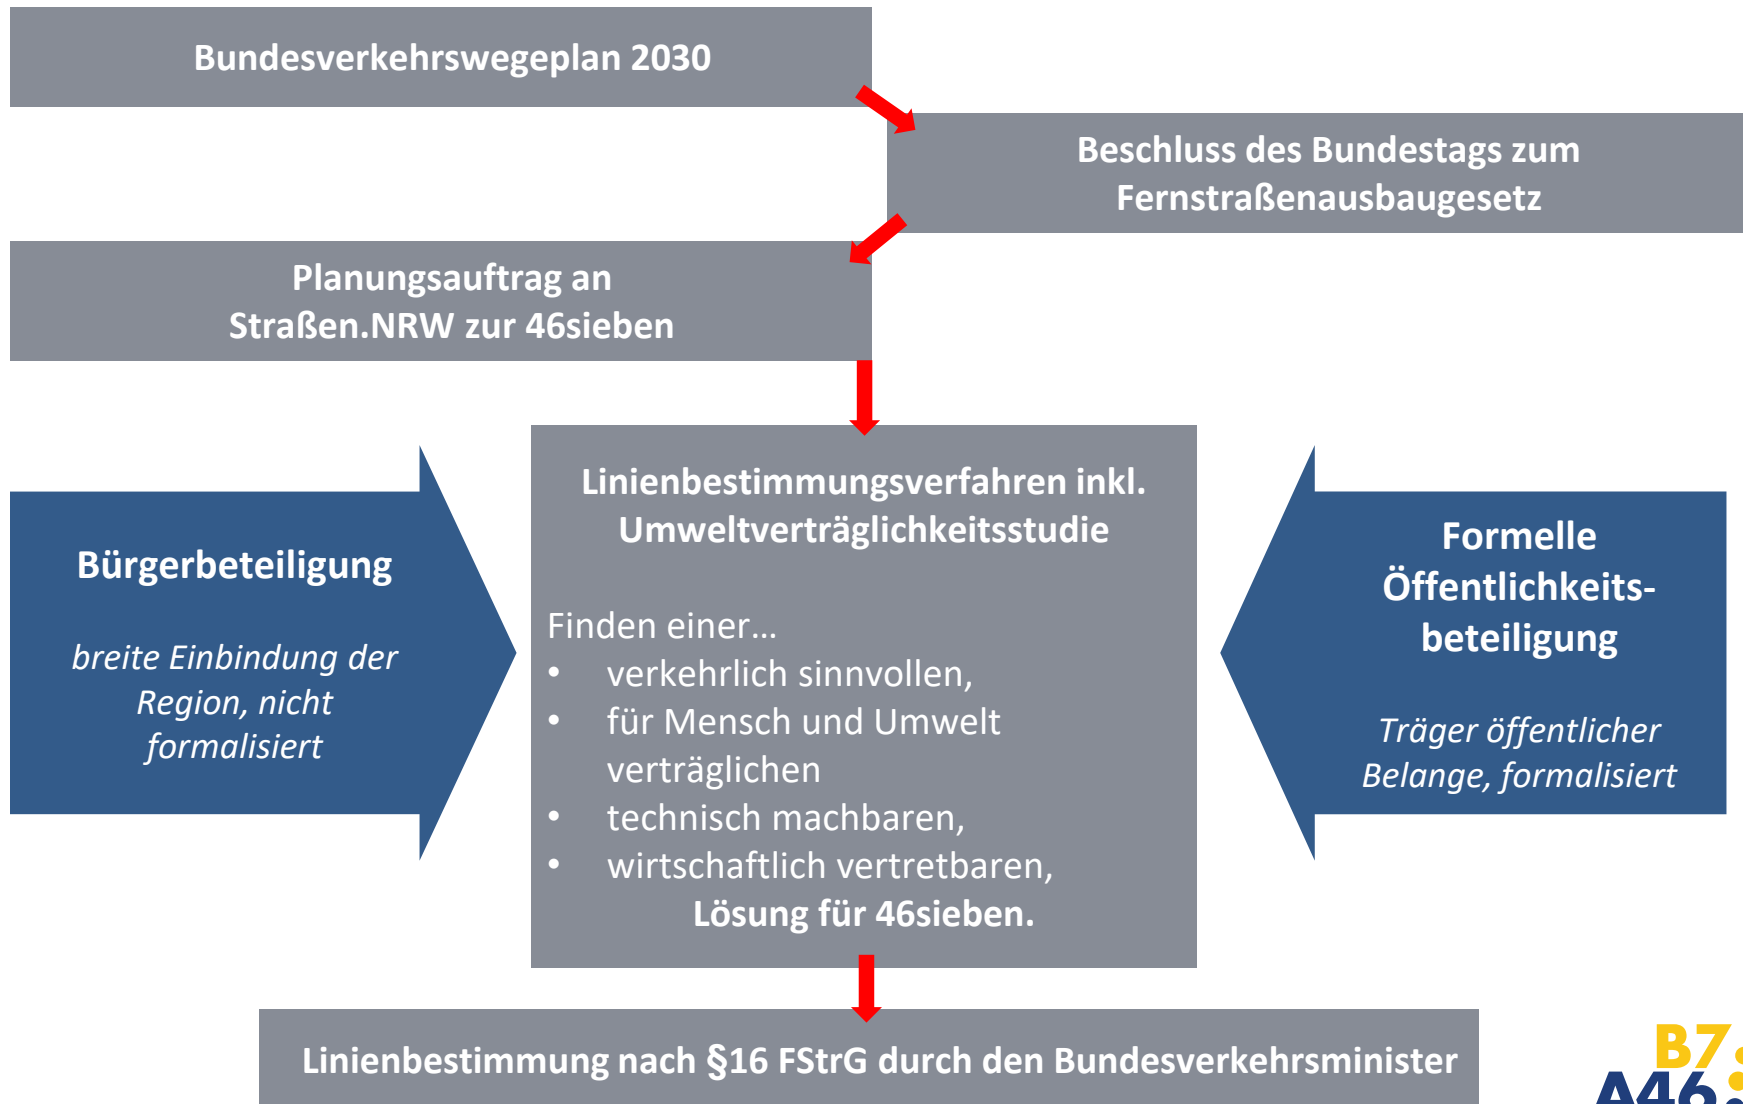 Bundesverkehrswegeplan 2030
Beschluss des Bundestags zum
Fernstraßenausbaugesetz
Planungsauftrag an
Straßen.NRW zur 46sieben
Linienbestimmungsverfahren inkl.
Umweltverträglichkeitsstudie
Finden einer…
• verkehrlich sinnvollen,
• für Mensch und Umwelt
verträglichen
• technisch machbaren,
• wirtschaftlich vertretbaren,
Lösung für 46sieben.
Bürgerbeteiligung
breite Einbindung der
Region, nicht
formalisiert
Formelle
Öffentlichkeits-
beteiligung
Träger öffentlicher
Belange, formalisiert
Linienbestimmung nach §16 FStrG durch den Bundesverkehrsminister
B7
A46